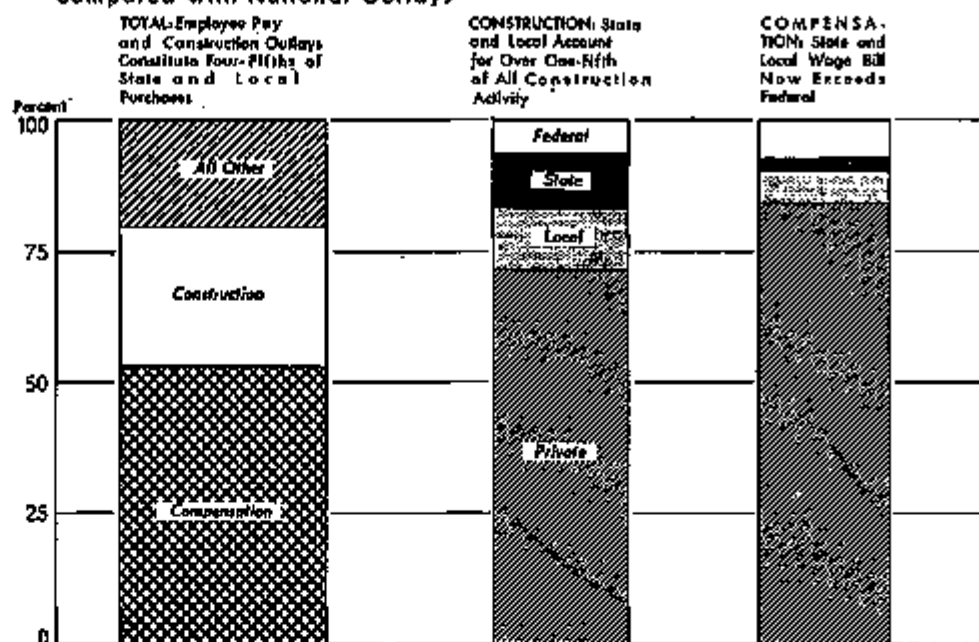 Compared with National Outlays
TOTAL: Employee Pay
and Construction Outlays
Constitute Four-Fifths of
State and Local
Purchases
CONSTRUCTION: State
and Local Account
for Over One-Fifth
of All Construction
Activity
COMPENSA-
TION: State and
Local Wage Bill
Now Exceeds
Federal
Percent
100
75
50
25
0
All Other
Construction
Compensation
Federal
State
Local
Private